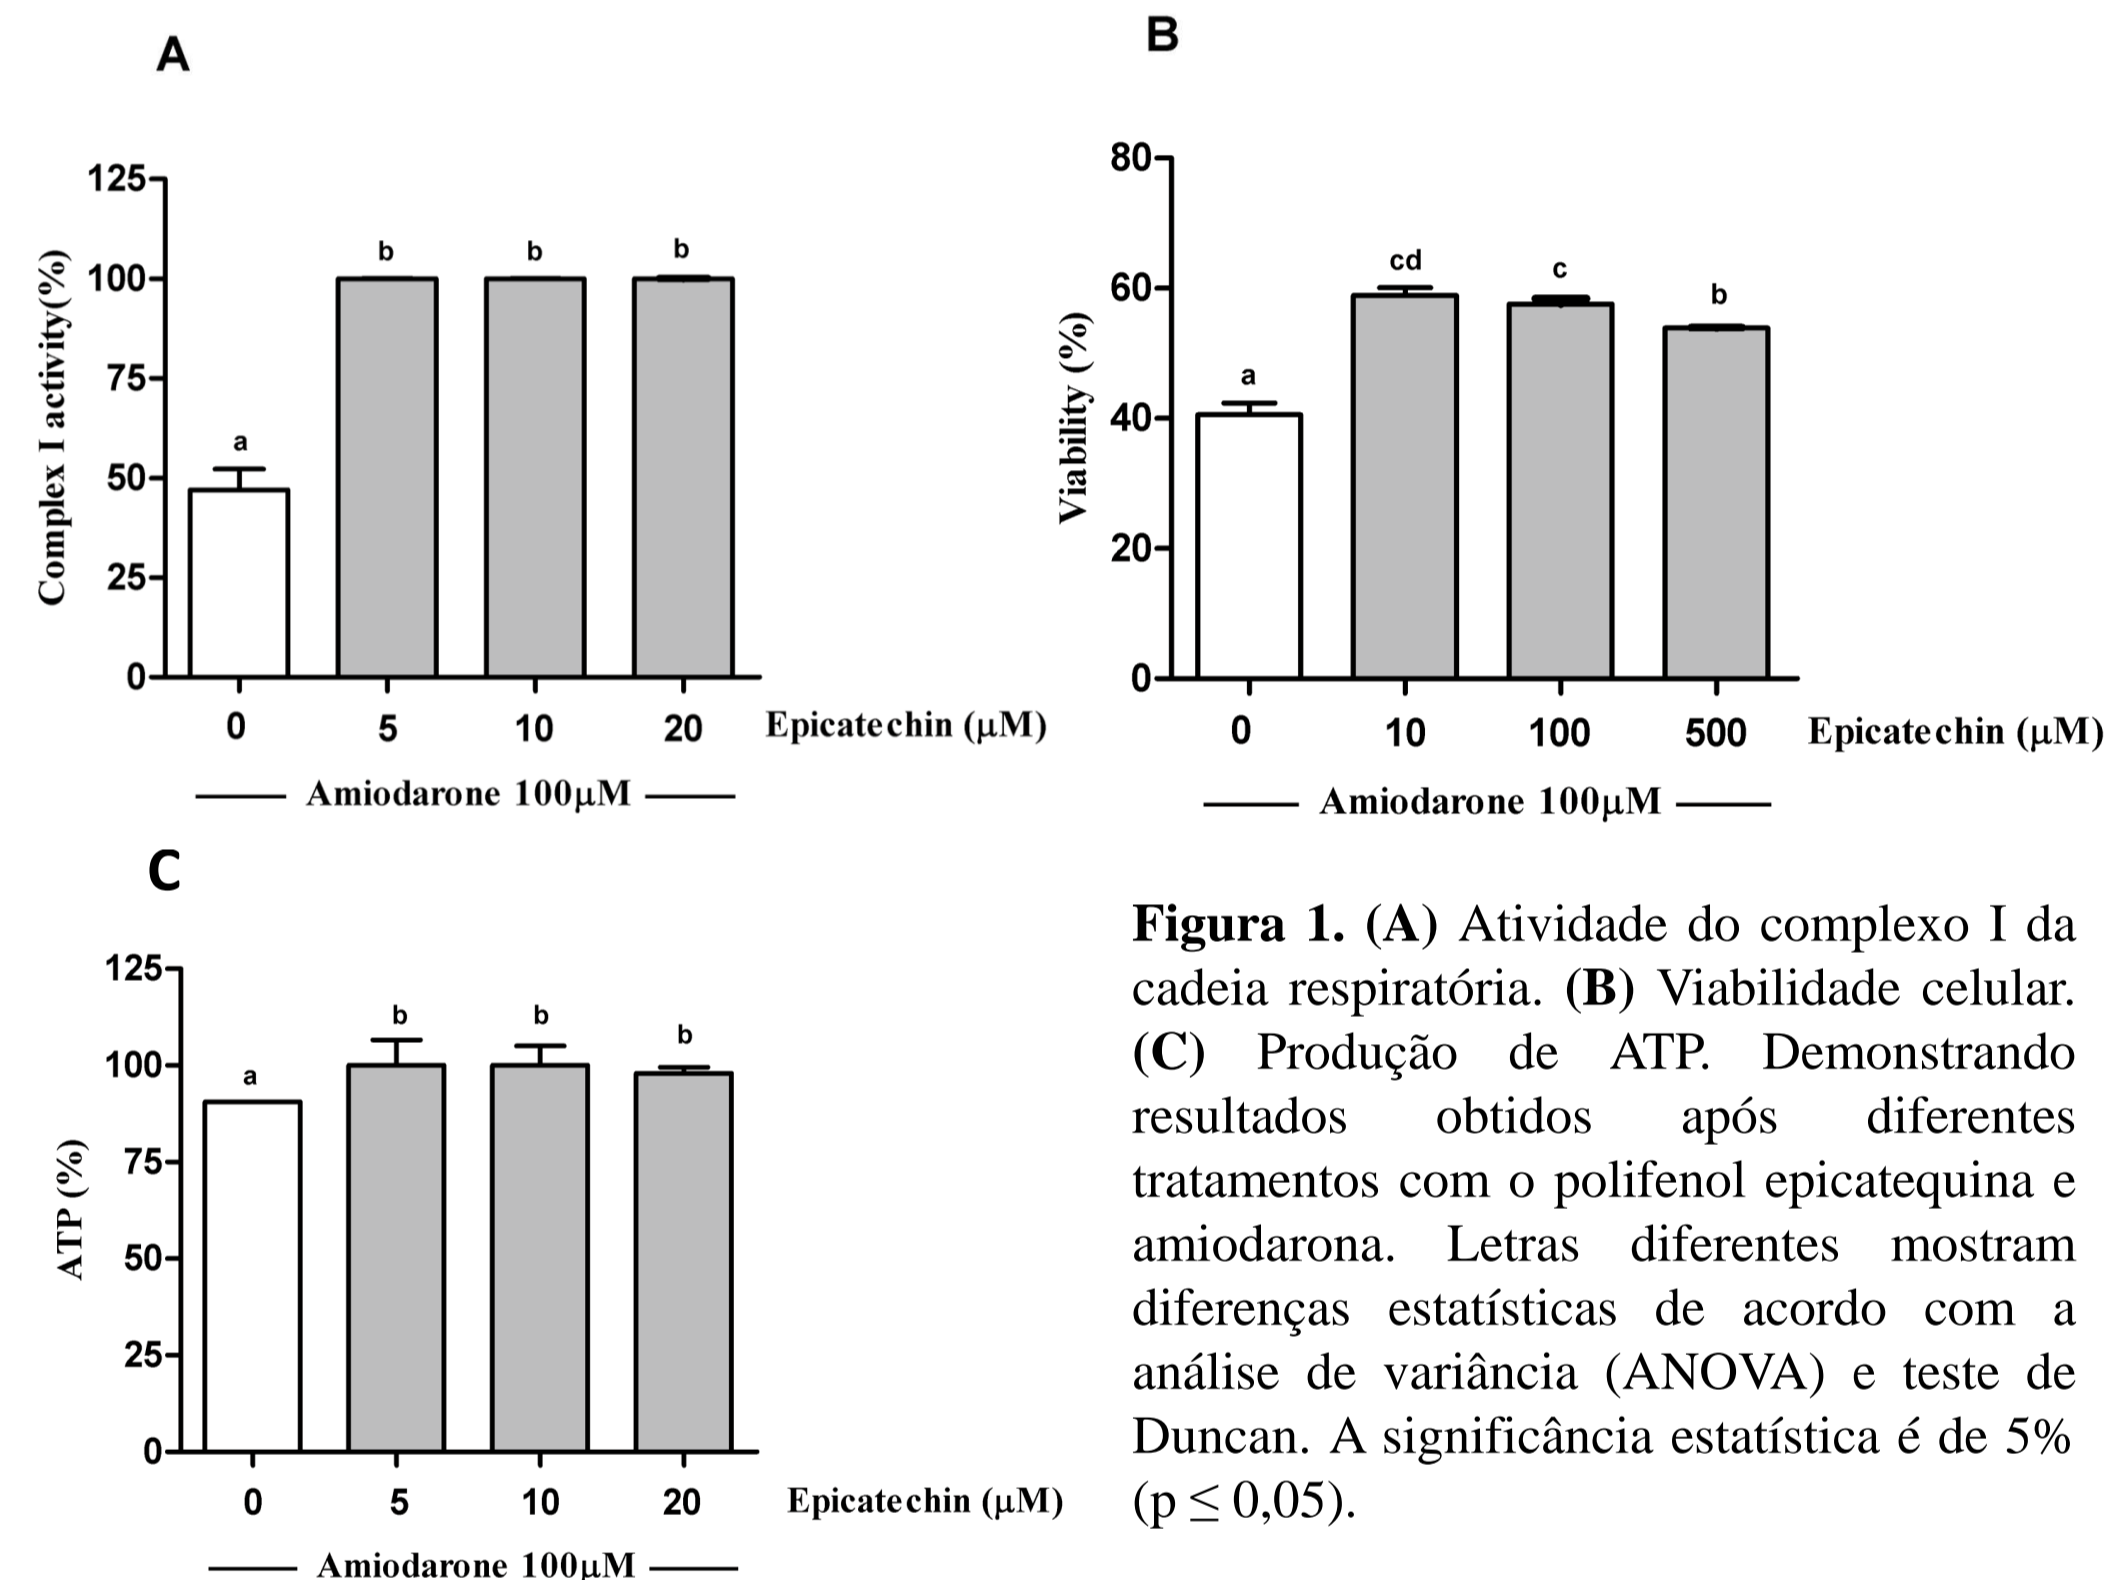 A
125
100
75
50
25
0
Complex I activity(%)
a
b
b
b
0 5 10 20 Epicatechin (µM)
Amiodarone 100µM
B
80
60
40
20
0
Viability (%)
a
cd
c
b
0 10 100 500 Epicatechin (µM)
Amiodarone 100µM
C
125
100
75
50
25
0
ATP (%)
a
b
b
b
0 5 10 20 Epicatechin (µM)
Amiodarone 100µM
Figura 1. (A) Atividade do complexo I da
cadeia respiratória. (B) Viabilidade celular.
(C) Produção de ATP. Demonstrando
resultados obtidos após diferentes
tratamentos com o polifenol epicatequina e
amiodarona. Letras diferentes mostram
diferenças estatísticas de acordo com a
análise de variância (ANOVA) e teste de
Duncan. A significância estatística é de 5%
(p ≤ 0,05).